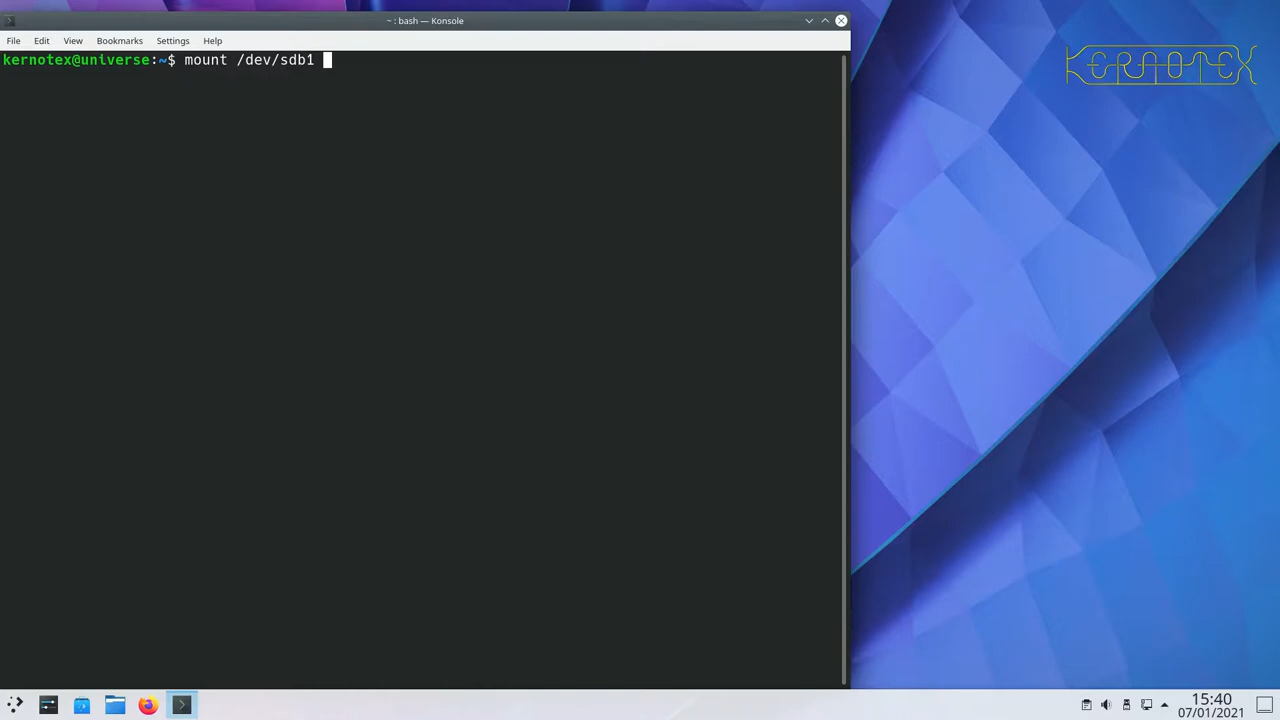 ~ : bash — Konsole
File Edit View Bookmarks Settings Help
kernotex@universe:~$ mount /dev/sdb1
KERNOTEX
15:40
07/01/2021